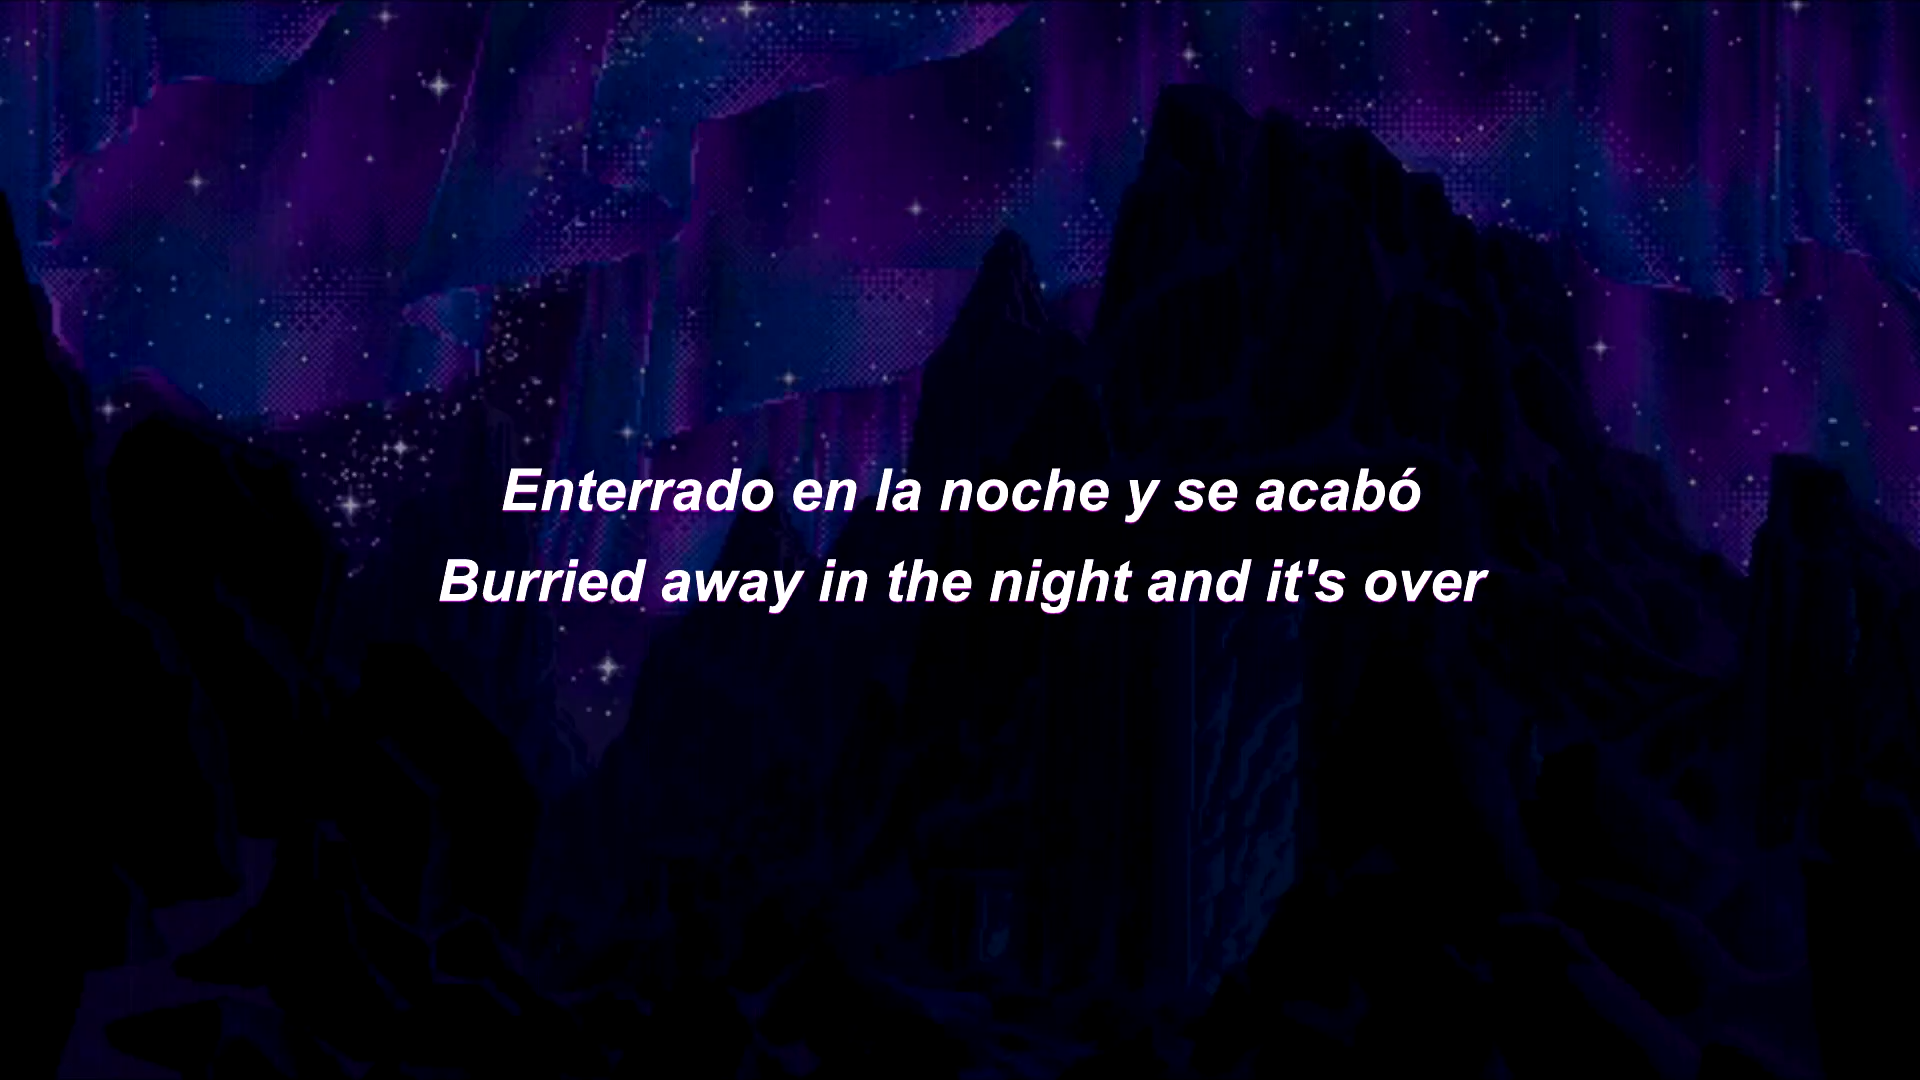 Enterrado en la noche y se acabó
Burried away in the night and it's over